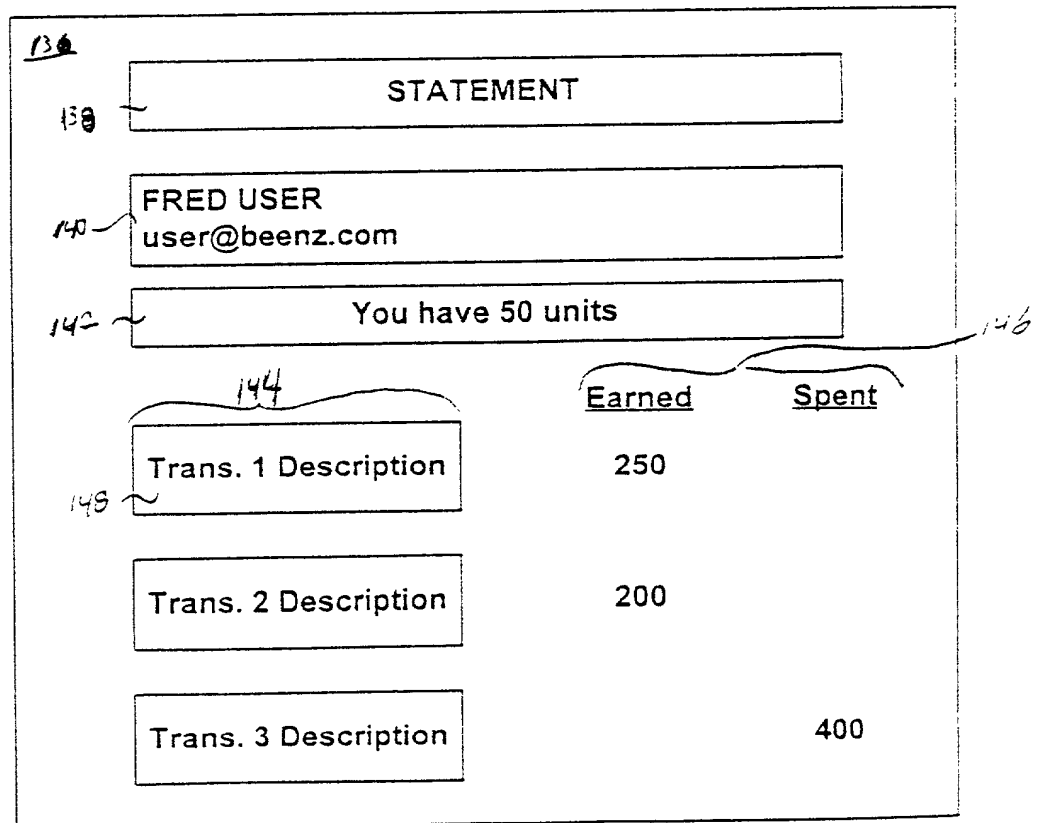 136
138 STATEMENT
140 FRED USER
user@beenz.com
142 You have 50 units
146
144 Earned Spent
Trans. 1 Description 250
148
Trans. 2 Description 200
Trans. 3 Description 400